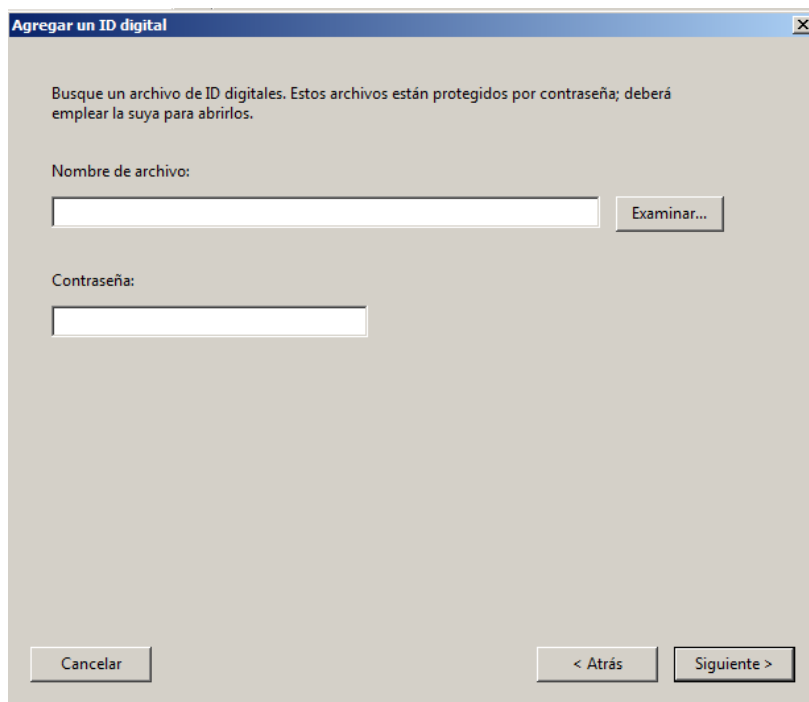 Agregar un ID digital
Busque un archivo de ID digitales. Estos archivos están protegidos por contraseña; deberá
emplear la suya para abrirlos.
Nombre de archivo:
Examinar...
Contraseña:
Cancelar
< Atrás
Siguiente >